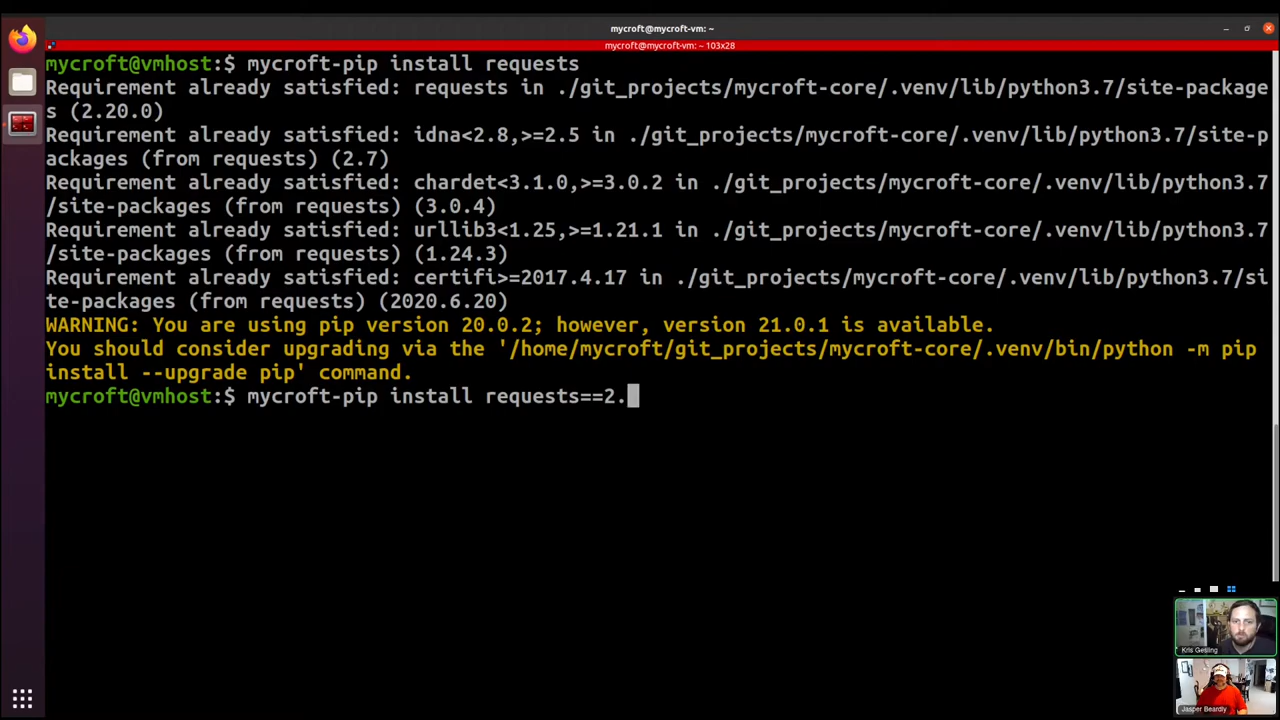 mycroft@mycroft-vm: ~
mycroft@mycroft-vm: ~ 103x28
mycroft@vmhost:$ mycroft-pip install requests
Requirement already satisfied: requests in ./git_projects/mycroft-core/.venv/lib/python3.7/site-package
s (2.20.0)
Requirement already satisfied: idna<2.8,>=2.5 in ./git_projects/mycroft-core/.venv/lib/python3.7/site-p
ackages (from requests) (2.7)
Requirement already satisfied: chardet<3.1.0,>=3.0.2 in ./git_projects/mycroft-core/.venv/lib/python3.7
/site-packages (from requests) (3.0.4)
Requirement already satisfied: urllib3<1.25,>=1.21.1 in ./git_projects/mycroft-core/.venv/lib/python3.7
/site-packages (from requests) (1.24.3)
Requirement already satisfied: certifi>=2017.4.17 in ./git_projects/mycroft-core/.venv/lib/python3.7/si
te-packages (from requests) (2020.6.20)
WARNING: You are using pip version 20.0.2; however, version 21.0.1 is available.
You should consider upgrading via the '/home/mycroft/git_projects/mycroft-core/.venv/bin/python -m pip
install --upgrade pip' command.
mycroft@vmhost:$ mycroft-pip install requests==2.
Kris Gesling
Jasper Beardly